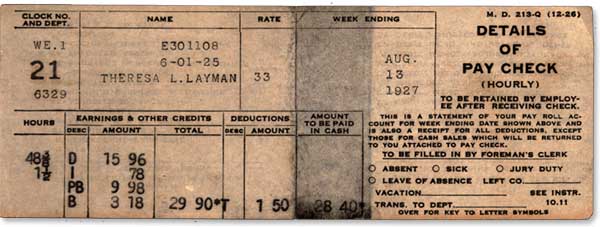 M. D. 213-Q (12-26)
CLOCK NO. AND DEPT.
NAME
RATE
WEEK ENDING
WE.1
21
6329
E301108
6-01-25
THERESA L.LAYMAN
33
AUG.
13
1927
DETAILS
OF
PAY CHECK
(HOURLY)
TO BE RETAINED BY EMPLOY-
EE AFTER RECEIVING CHECK.
THIS IS A STATEMENT OF YOUR PAY ROLL AC-
COUNT FOR WEEK ENDING DATE SHOWN ABOVE AND
IS ALSO A RECEIPT FOR ALL DEDUCTIONS, EXCEPT
THOSE FOR CASH SALES WHICH WILL BE RETURNED
TO YOU ATTACHED TO PAY CHECK.
TO BE FILLED IN BY FOREMAN'S CLERK
ABSENT SICK JURY DUTY
LEAVE OF ABSENCE LEFT CO.
VACATION SEE INSTR.
TRANS. TO DEPT. 10.11
OVER FOR KEY TO LETTER SYMBOLS
HOURS
EARNINGS & OTHER CREDITS
DESC AMOUNT TOTAL
DEDUCTIONS
DESC AMOUNT
AMOUNT
TO BE PAID
IN CASH
D 15 96
I 78
PB 9 98
B 3 18 29 90*T 1 50 28 40*